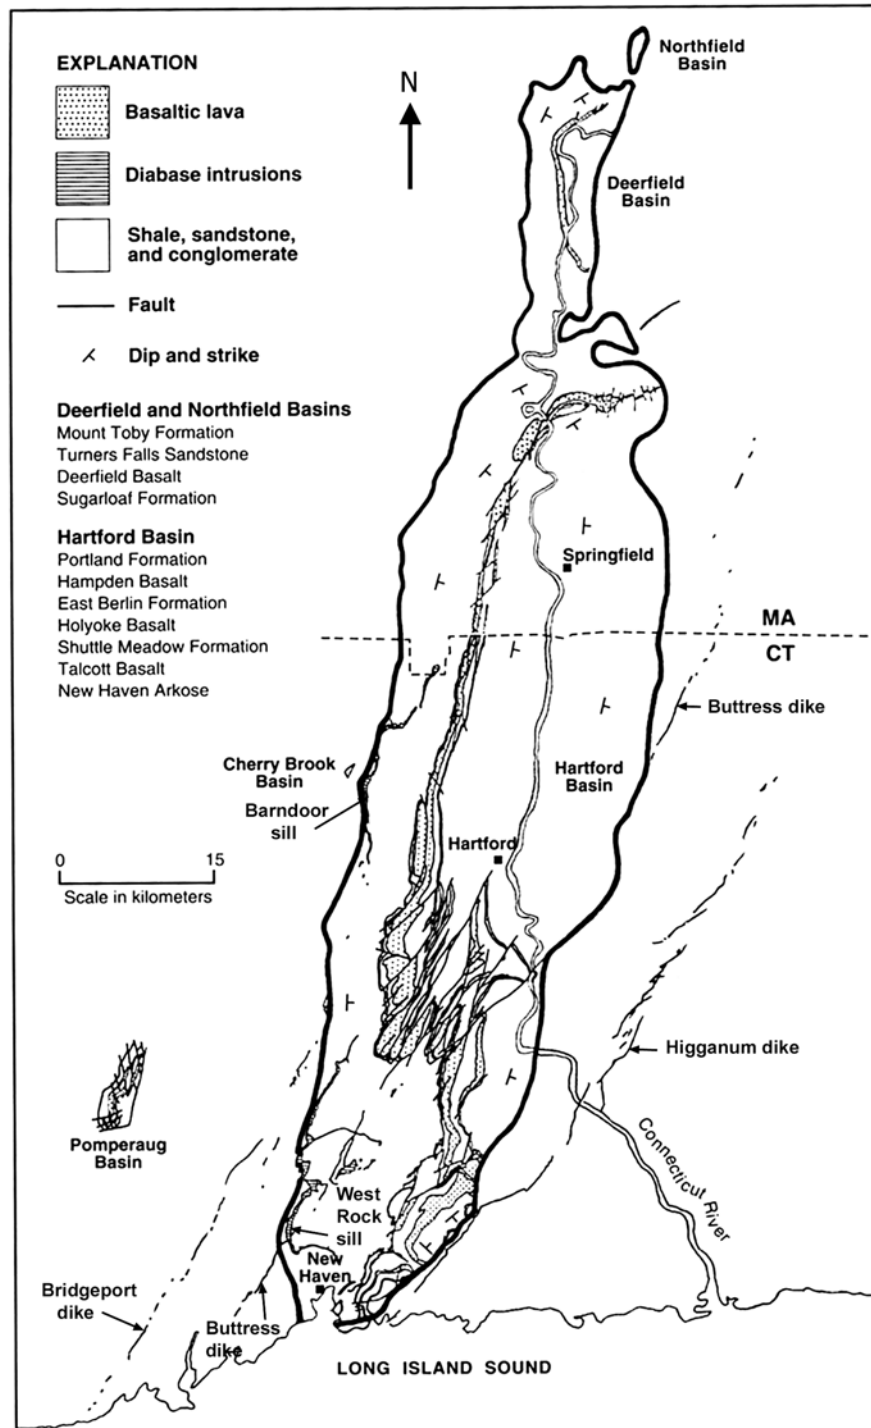 EXPLANATION
Basaltic lava
Diabase intrusions
Shale, sandstone,
and conglomerate
Fault
Dip and strike
Deerfield and Northfield Basins
Mount Toby Formation
Turners Falls Sandstone
Deerfield Basalt
Sugarloaf Formation
Hartford Basin
Portland Formation
Hampden Basalt
East Berlin Formation
Holyoke Basalt
Shuttle Meadow Formation
Talcott Basalt
New Haven Arkose
N
Northfield
Basin
Deerfield
Basin
Springfield
MA
CT
Buttress dike
Cherry Brook
Basin
Barndoor
sill
Hartford
Basin
Hartford
0 15
Scale in kilometers
Higganum dike
Connecticut River
Pomperaug
Basin
West
Rock
sill
New
Haven
Bridgeport
dike
Buttress
dike
LONG ISLAND SOUND